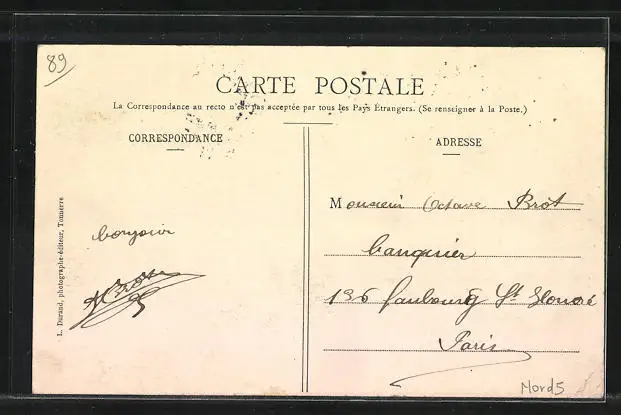 89
CARTE POSTALE
La Correspondance au recto n'est pas acceptée par tous les Pays Étrangers. (Se renseigner à la Poste.)
CORRESPONDANCE
ADRESSE
L. Durand, photographe-éditeur, Tonnerre
bonjour
Monsieur Octave Brot
banquier
136 faubourg St Honoré
Paris